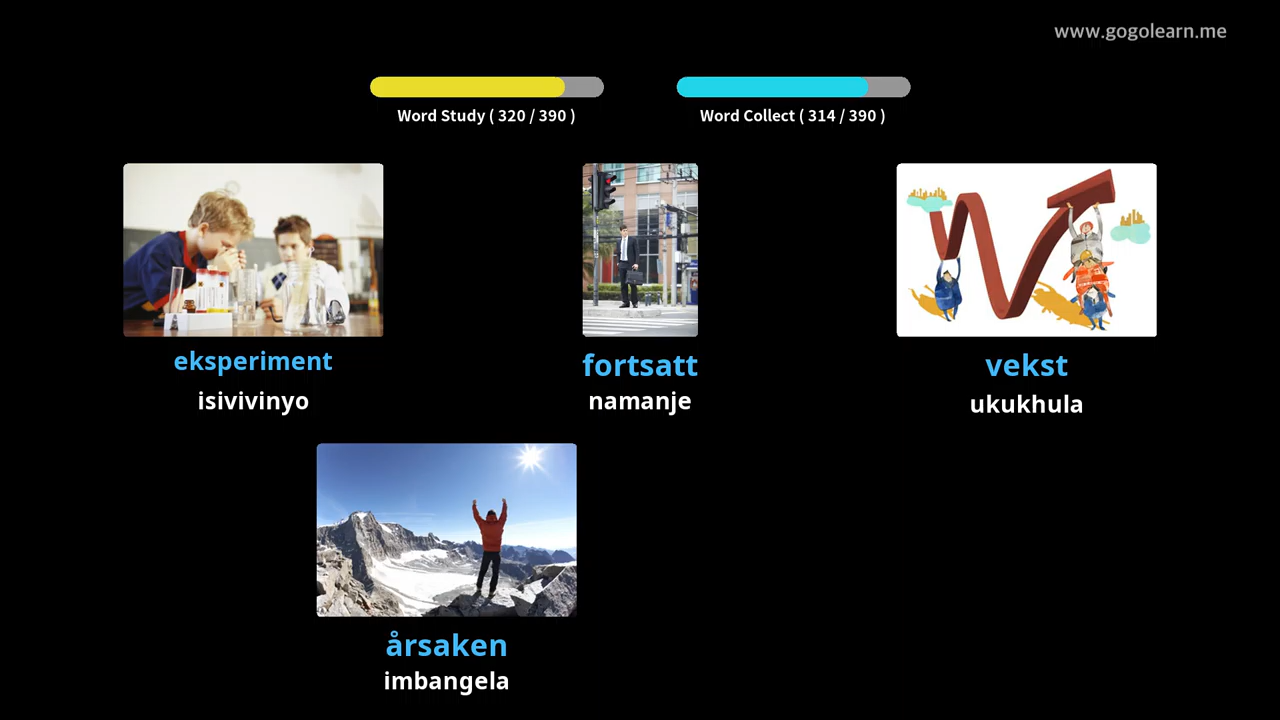 www.gogolearn.me
Word Study ( 320 / 390 )
Word Collect ( 314 / 390 )
eksperiment
isivivinyo
fortsatt
namanje
vekst
ukukhula
årsaken
imbangela